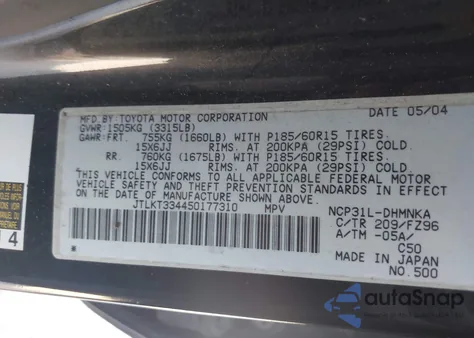 MFD.BY TOYOTA MOTOR CORPORATION DATE 05/04
GVWR 1505KG (3315LB)
GAWR·FRT. 755KG (1660LB) WITH P185/60R15 TIRES.
15X6JJ RIMS. AT 200KPA (29PSI) COLD.
RR. 760KG (1675LB) WITH P185/60R15 TIRES.
15X6JJ RIMS. AT 200KPA (29PSI) COLD.
THIS VEHICLE CONFORMS TO ALL APPLICABLE FEDERAL MOTOR
VEHICLE SAFETY AND THEFT PREVENTION STANDARDS IN EFFECT
ON THE DATE OF MANUFACTURE SHOWN ABOVE.
JTLKT334450177310 MPV NCP31L-DHMNKA
C/TR 209/FZ96
A/TM -05A/
C50
MADE IN JAPAN
NO.500
4
autoSnap